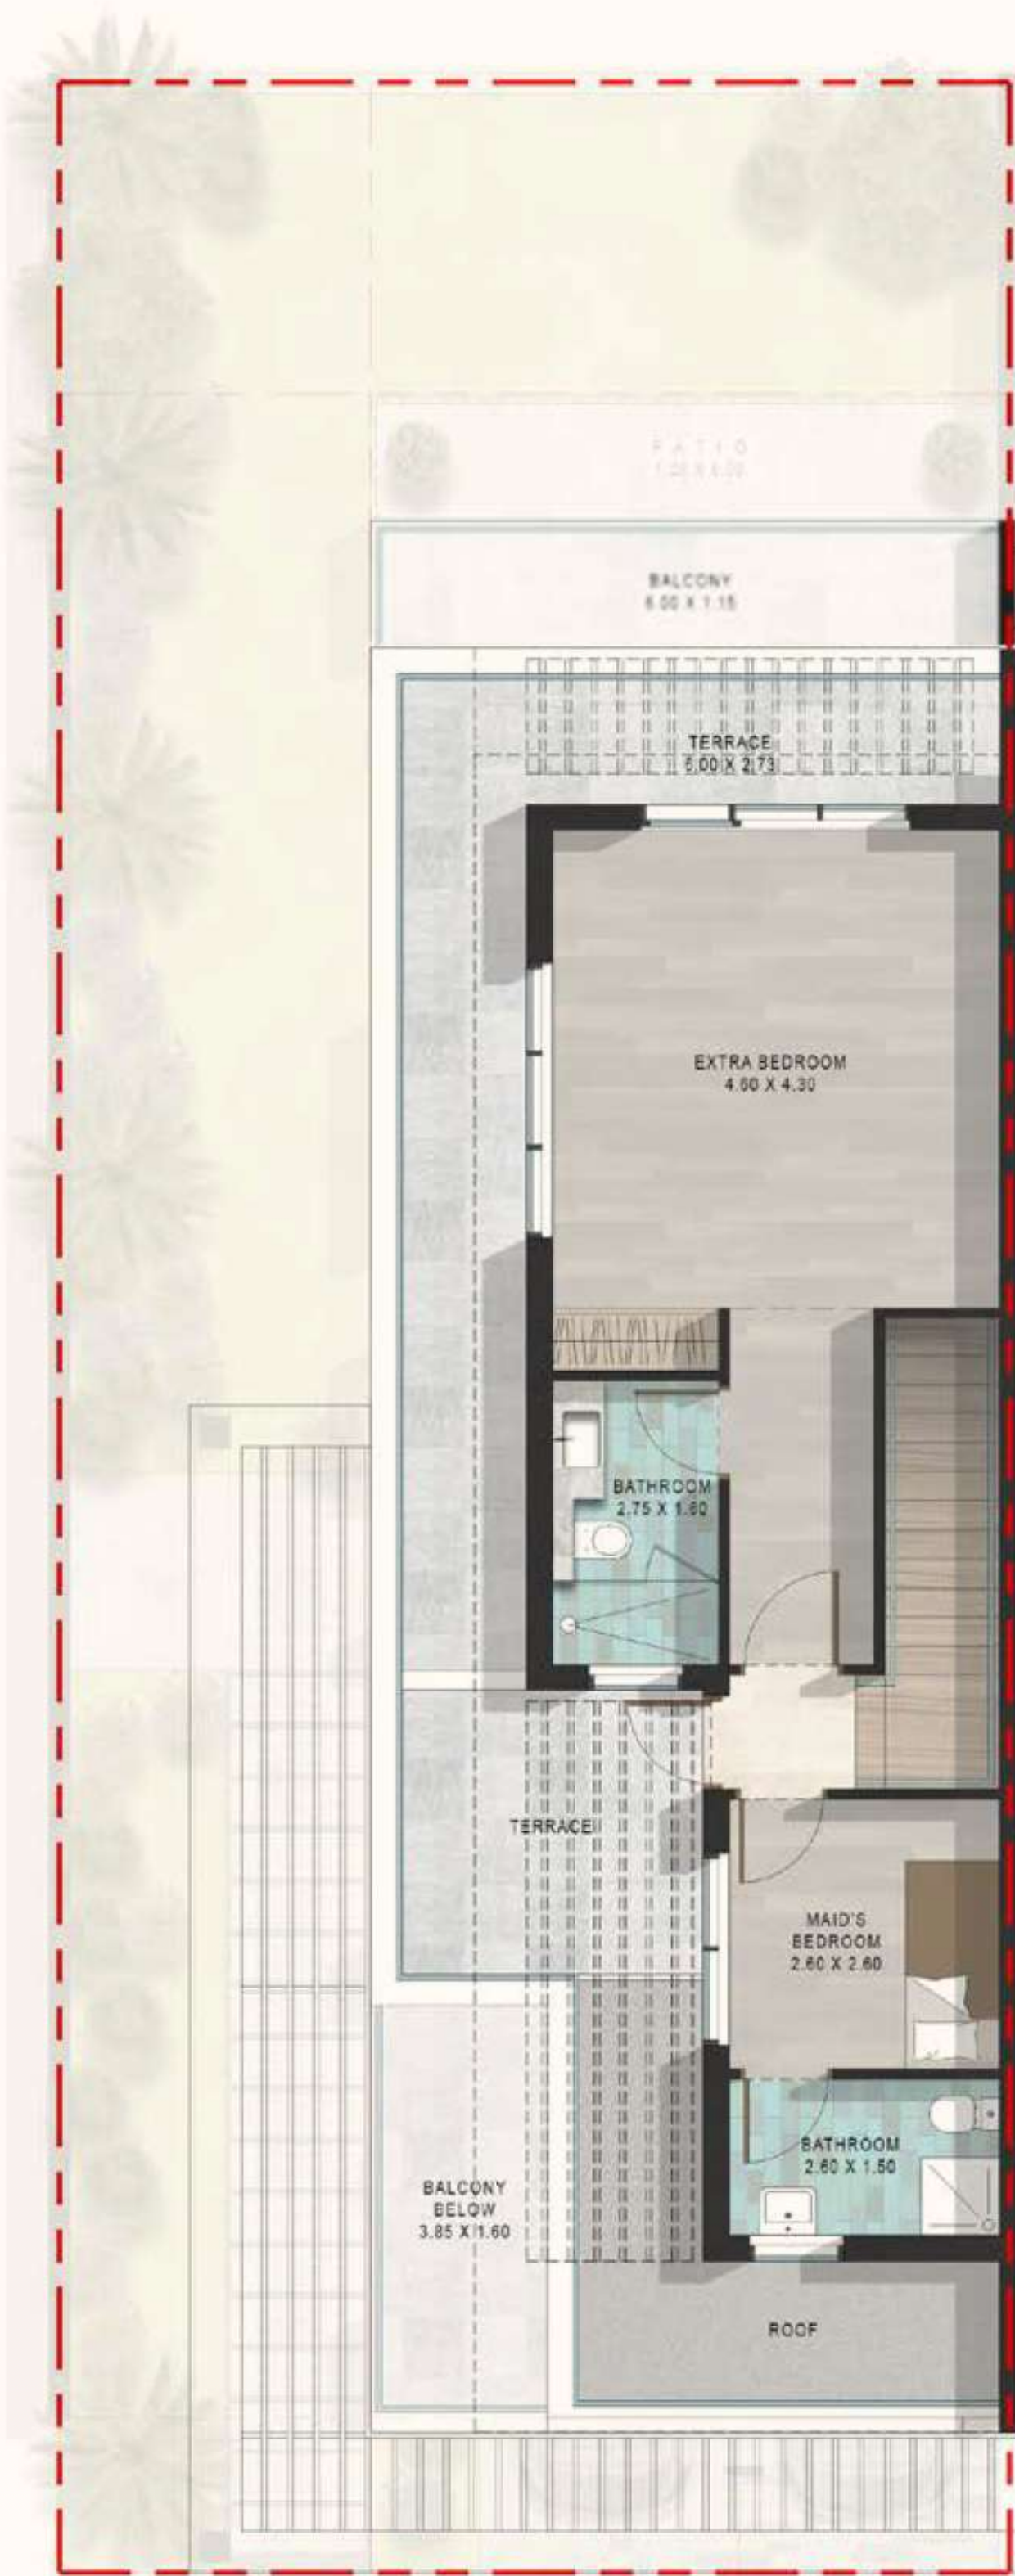 PATIO
BALCONY
6.00 X 1.15
TERRACE
6.00 X 2.73
EXTRA BEDROOM
4.60 X 4.30
BATHROOM
2.75 X 1.60
TERRACE
MAID'S
BEDROOM
2.60 X 2.60
BATHROOM
2.60 X 1.50
BALCONY
BELOW
3.85 X 1.60
ROOF